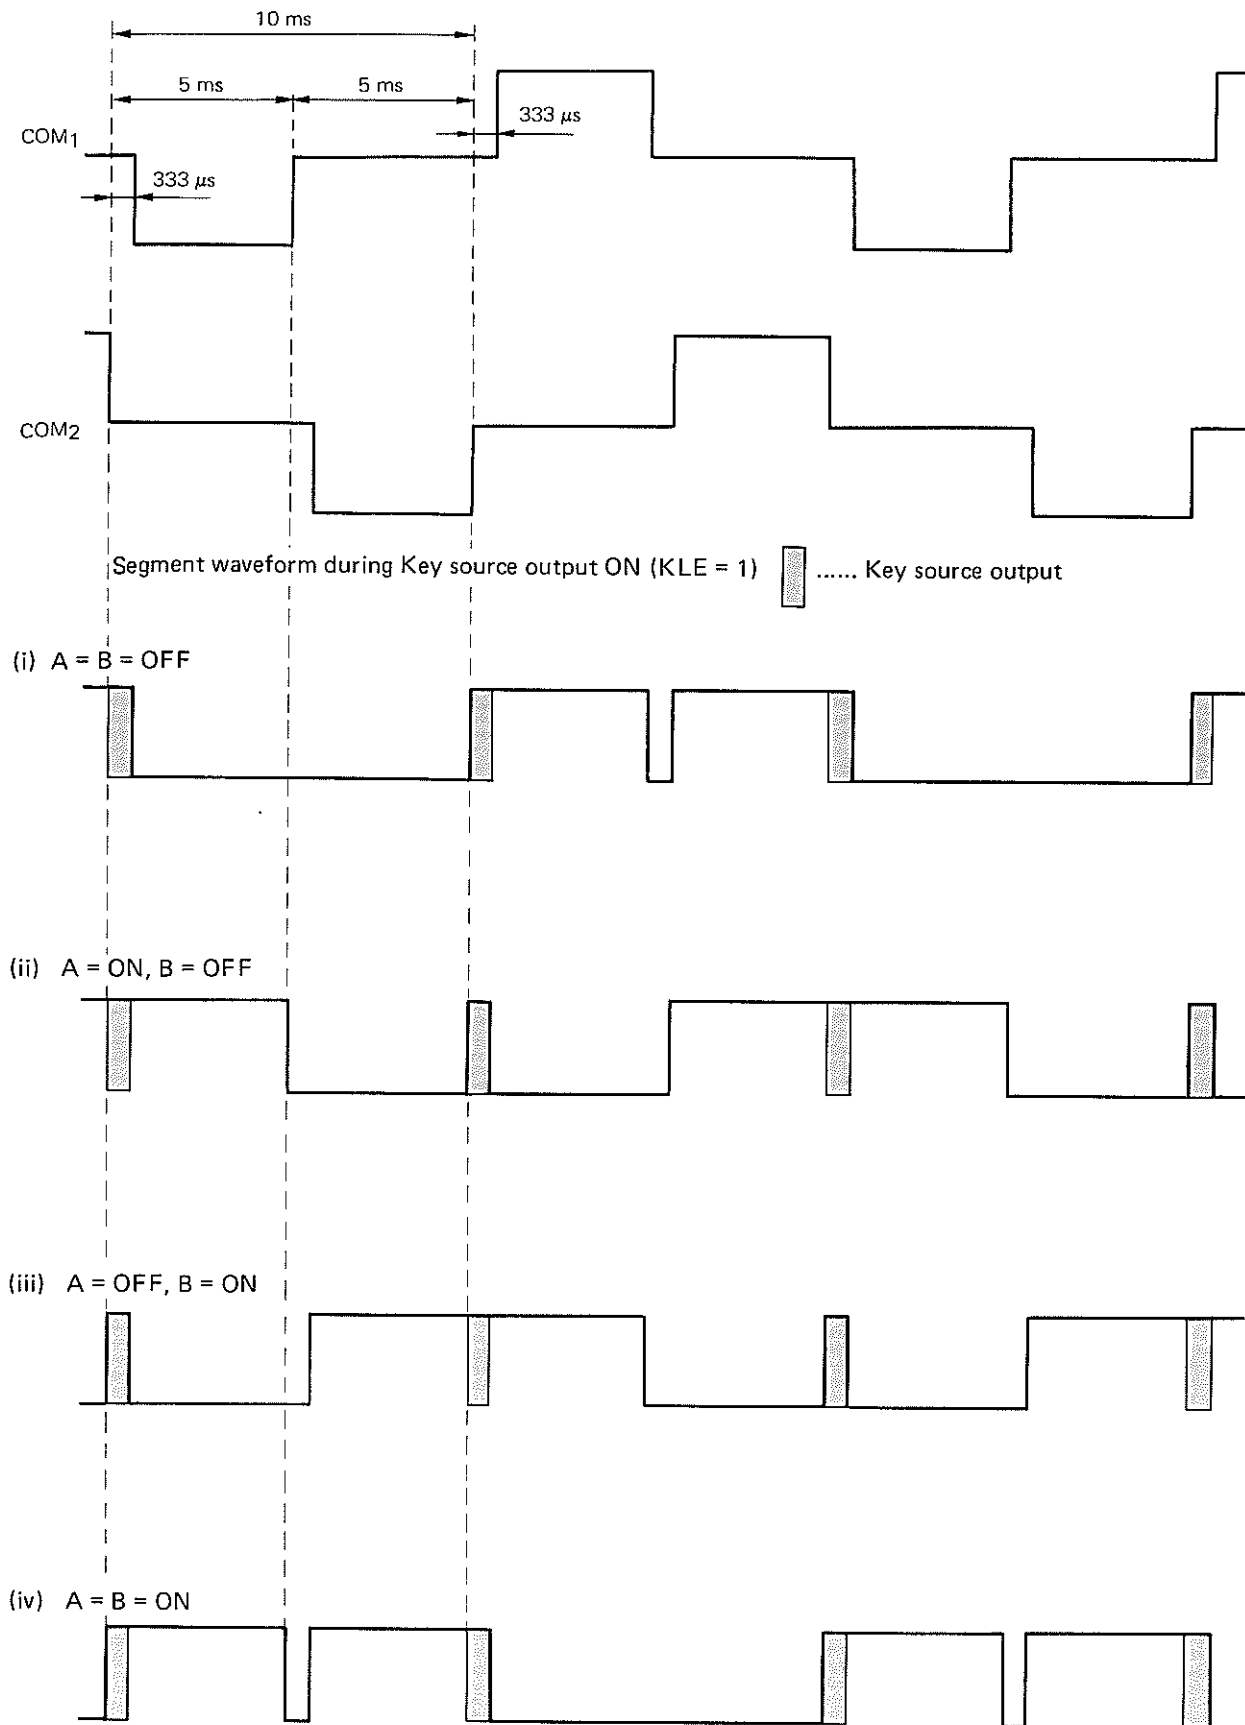 10 ms
5 ms 5 ms
333 μs
COM1
333 μs
COM2
Segment waveform during Key source output ON (KLE = 1) ...... Key source output
(i) A = B = OFF
(ii) A = ON, B = OFF
(iii) A = OFF, B = ON
(iv) A = B = ON